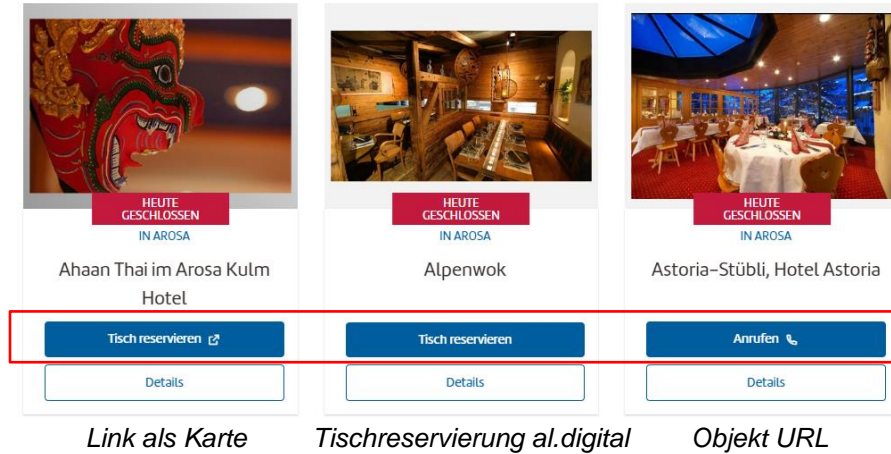 HEUTE
GESCHLOSSEN
IN AROSA
Ahaan Thai im Arosa Kulm
Hotel
Tisch reservieren
Details
Link als Karte
HEUTE
GESCHLOSSEN
IN AROSA
Alpenwok
Tisch reservieren
Details
Tischreservierung al.digital
HEUTE
GESCHLOSSEN
IN AROSA
Astoria-Stübli, Hotel Astoria
Anrufen
Details
Objekt URL